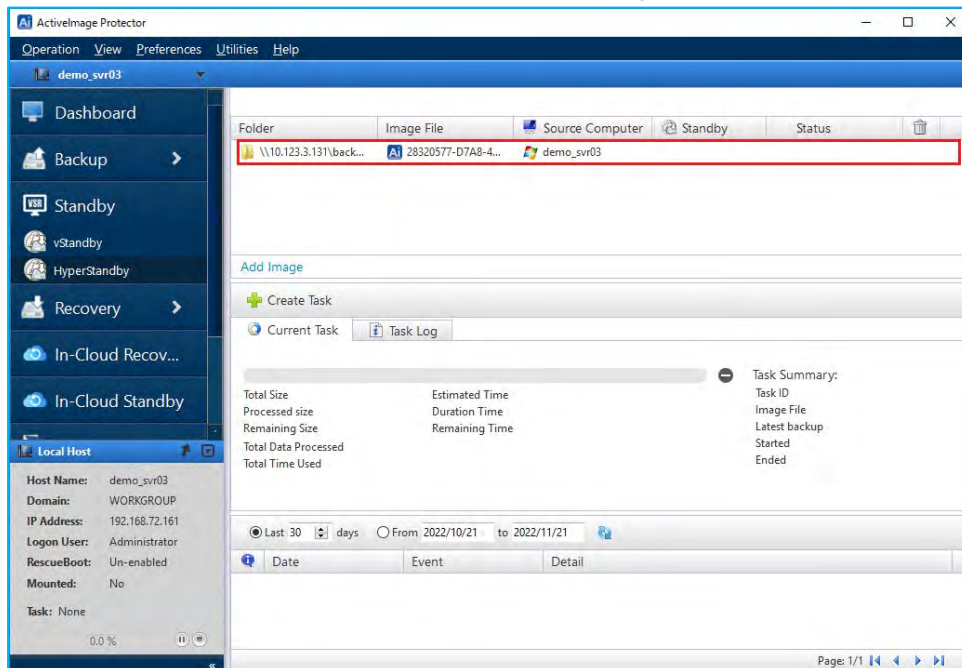 ActiveImage Protector
Operation View Preferences Utilities Help
demo_svr03
Dashboard
Backup
Standby
vStandby
HyperStandby
Recovery
In-Cloud Recov...
In-Cloud Standby
Local Host
Host Name: demo_svr03
Domain: WORKGROUP
IP Address: 192.168.72.161
Logon User: Administrator
RescueBoot: Un-enabled
Mounted: No
Task: None
0.0 %
Folder Image File Source Computer Standby Status
\\10.123.3.131\back... 28320577-D7A8-4... demo_svr03
Add Image
Create Task
Current Task Task Log
Total Size Estimated Time
Processed size Duration Time
Remaining Size Remaining Time
Total Data Processed
Total Time Used
Task Summary:
Task ID
Image File
Latest backup
Started
Ended
Last 30 days From 2022/10/21 to 2022/11/21
Date Event Detail
Page: 1/1